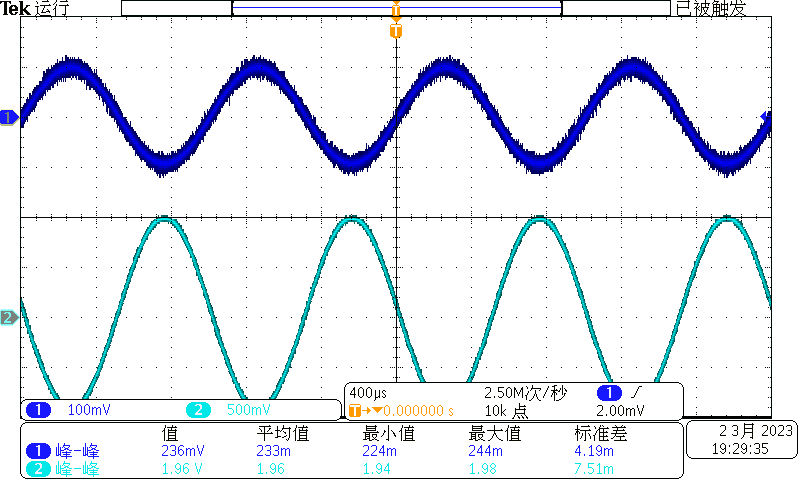 Tek 运行
已被触发
T
T
1
2
1 100mV 2 500mV
400µs 2.50M次/秒 1
T→▼0.000000 s 10k 点 2.00mV
值 平均值 最小值 最大值 标准差
1 峰-峰 236mV 233m 224m 244m 4.19m
2 峰-峰 1.96 V 1.96 1.94 1.98 7.51m
2 3月 2023
19:29:35